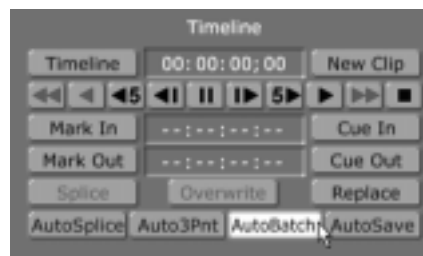 Timeline
Timeline 00:00:00;00 New Clip
5 5
Mark In --:--:--;-- Cue In
Mark Out --:--:--;-- Cue Out
Splice Overwrite Replace
AutoSplice Auto3Pnt AutoBatch AutoSave